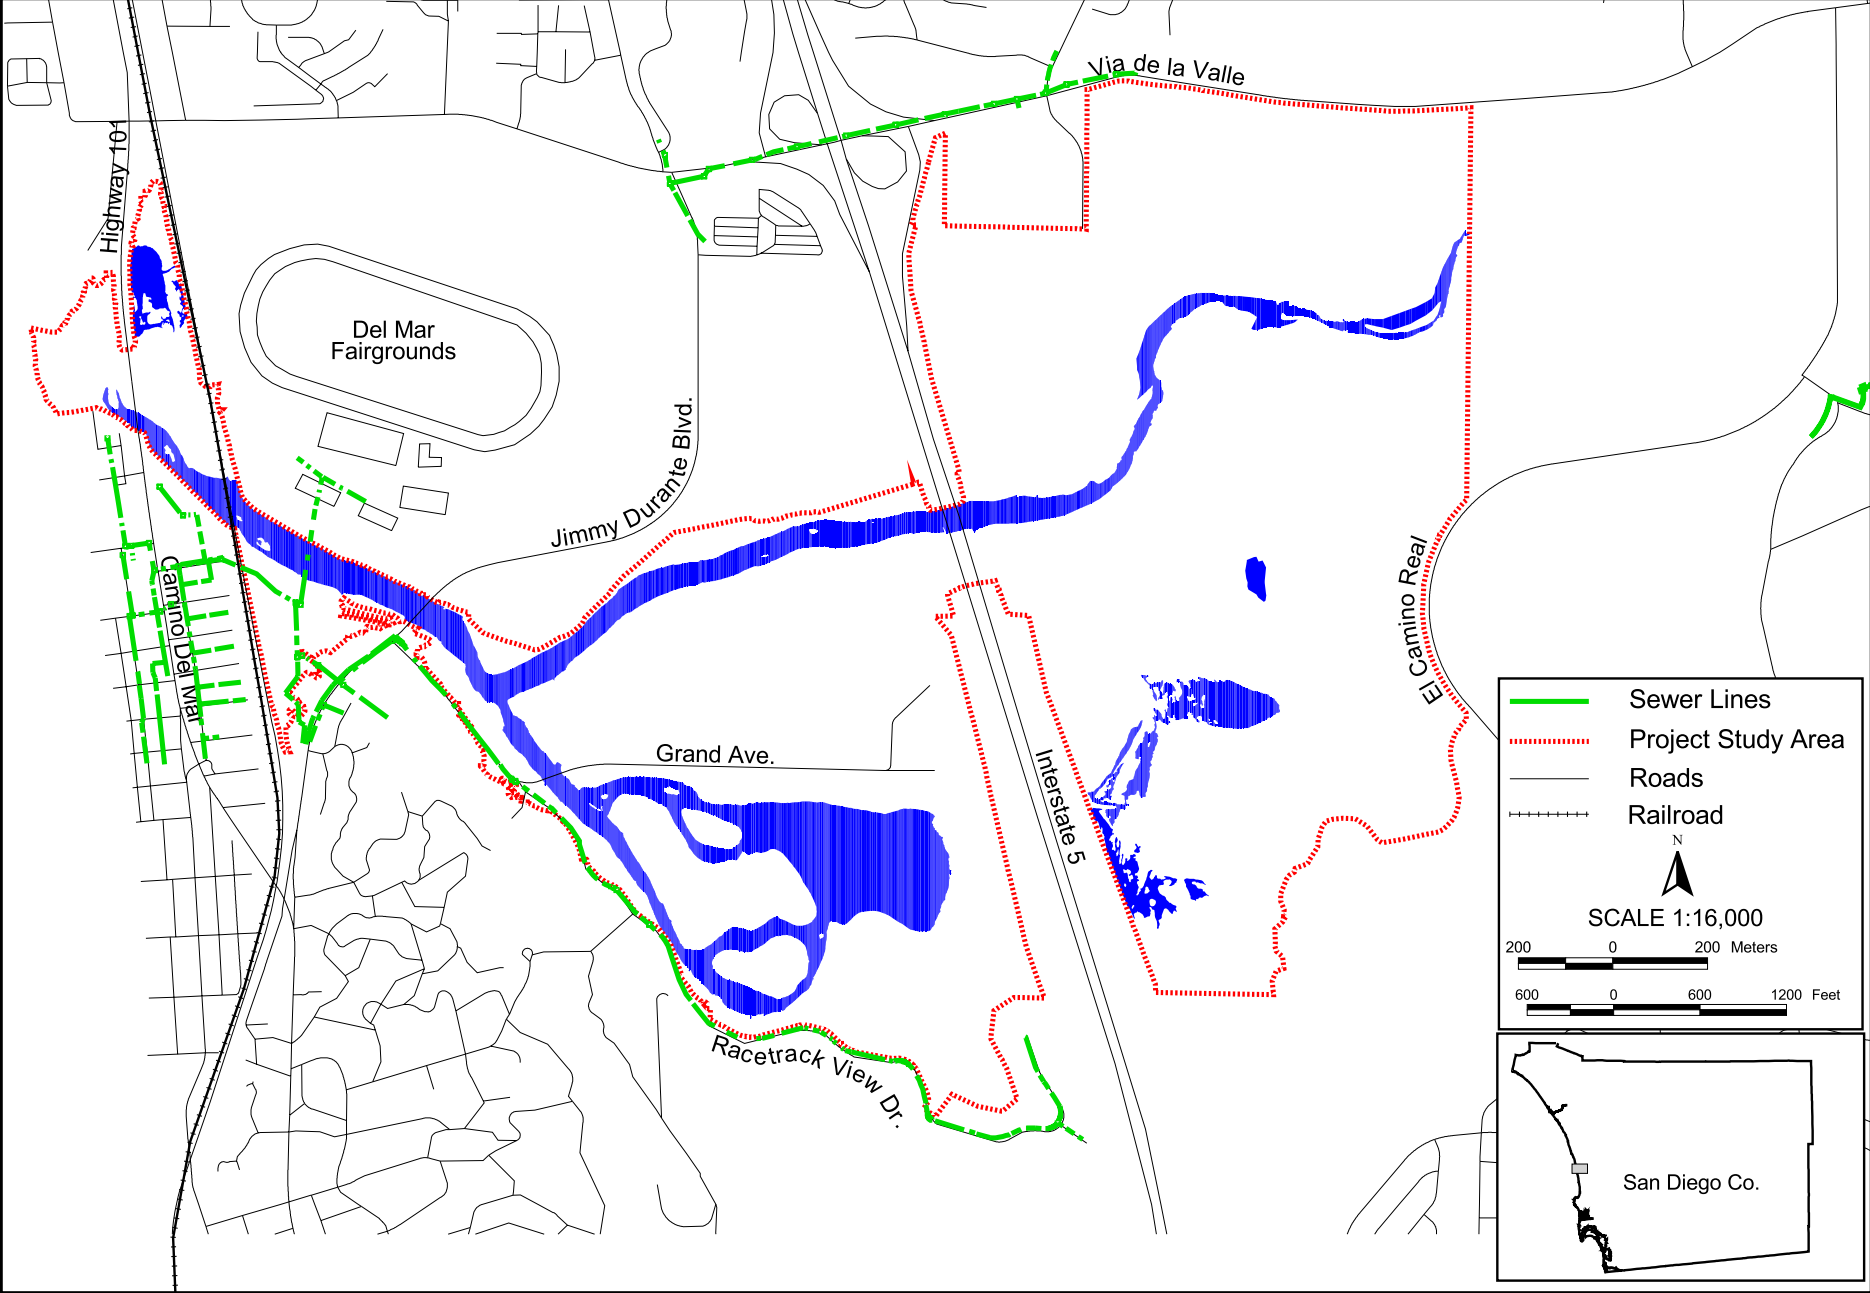 Via de la Valle
Highway 101
Del Mar
Fairgrounds
Jimmy Durante Blvd.
El Camino Real
Camino Del Mar
Grand Ave.
Interstate 5
Racetrack View Dr.
Sewer Lines
Project Study Area
Roads
Railroad
N
SCALE 1:16,000
200 0 200 Meters
600 0 600 1200 Feet
San Diego Co.